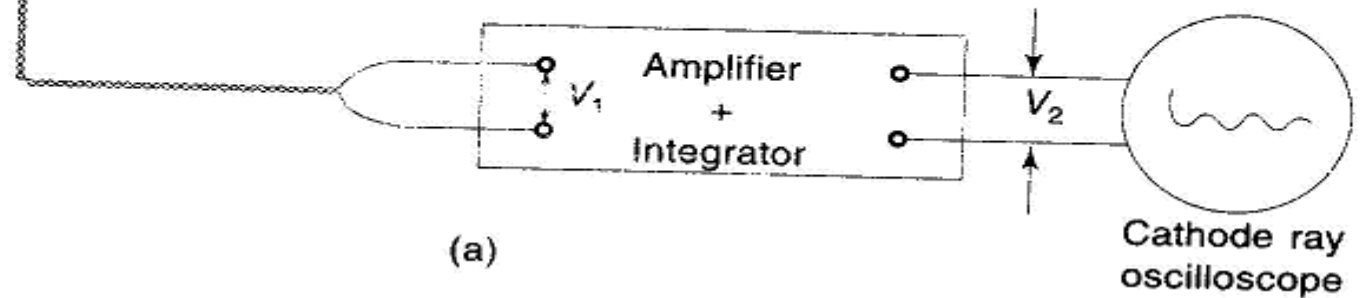 Amplifier
V₁
+
V₂
Integrator
(a)
Cathode ray
oscilloscope